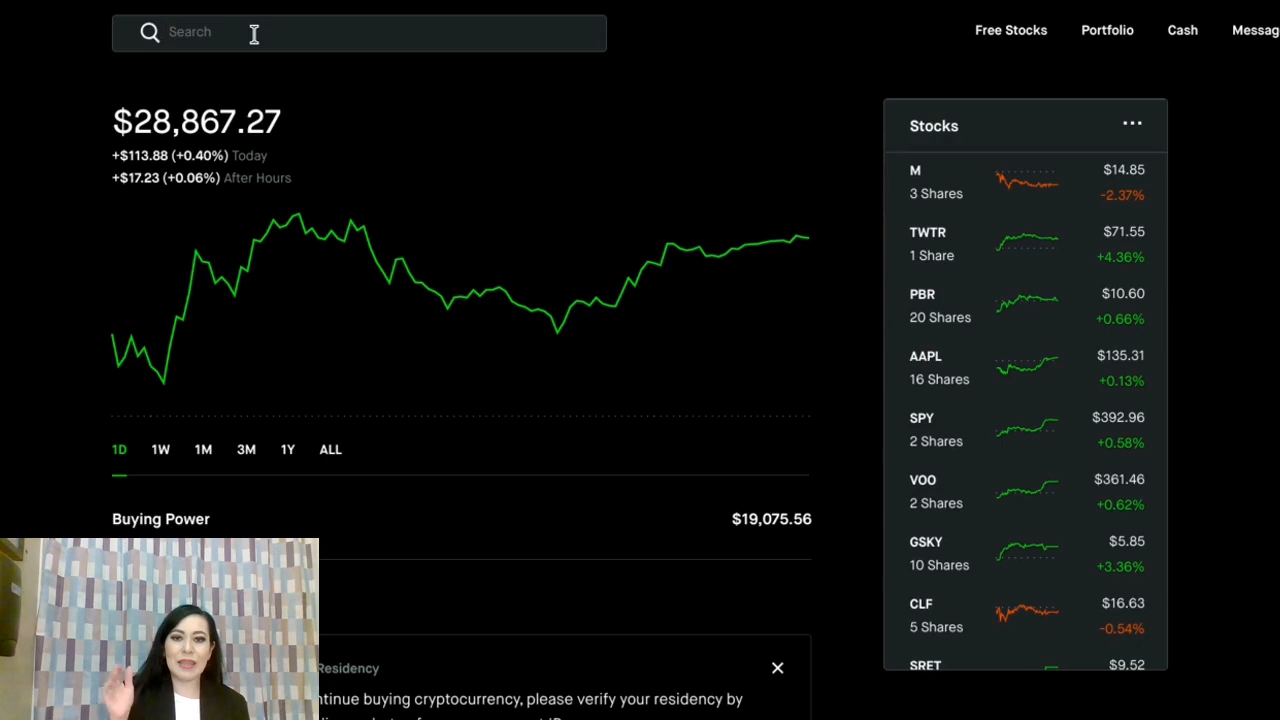 Search
Free Stocks
Portfolio
Cash
Messag
$28,867.27
+$113.88 (+0.40%) Today
+$17.23 (+0.06%) After Hours
1D
1W
1M
3M
1Y
ALL
Buying Power
$19,075.56
Residency
ntinue buying cryptocurrency, please verify your residency by
Stocks
M
$14.85
3 Shares
-2.37%
TWTR
$71.55
1 Share
+4.36%
PBR
$10.60
20 Shares
+0.66%
AAPL
$135.31
16 Shares
+0.13%
SPY
$392.96
2 Shares
+0.58%
VOO
$361.46
2 Shares
+0.62%
GSKY
$5.85
10 Shares
+3.36%
CLF
$16.63
5 Shares
-0.54%
SRET
$9.52